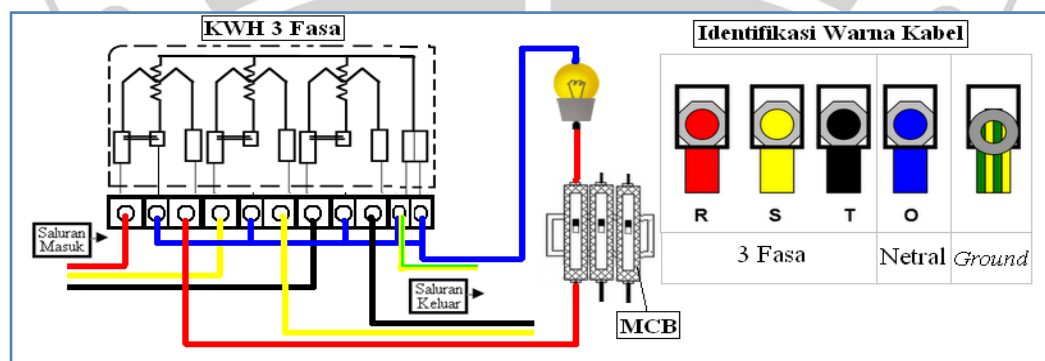 KWH 3 Fasa
Identifikasi Warna Kabel
R S T O
3 Fasa Netral Ground
Saluran
Masuk
Saluran
Keluar
MCB